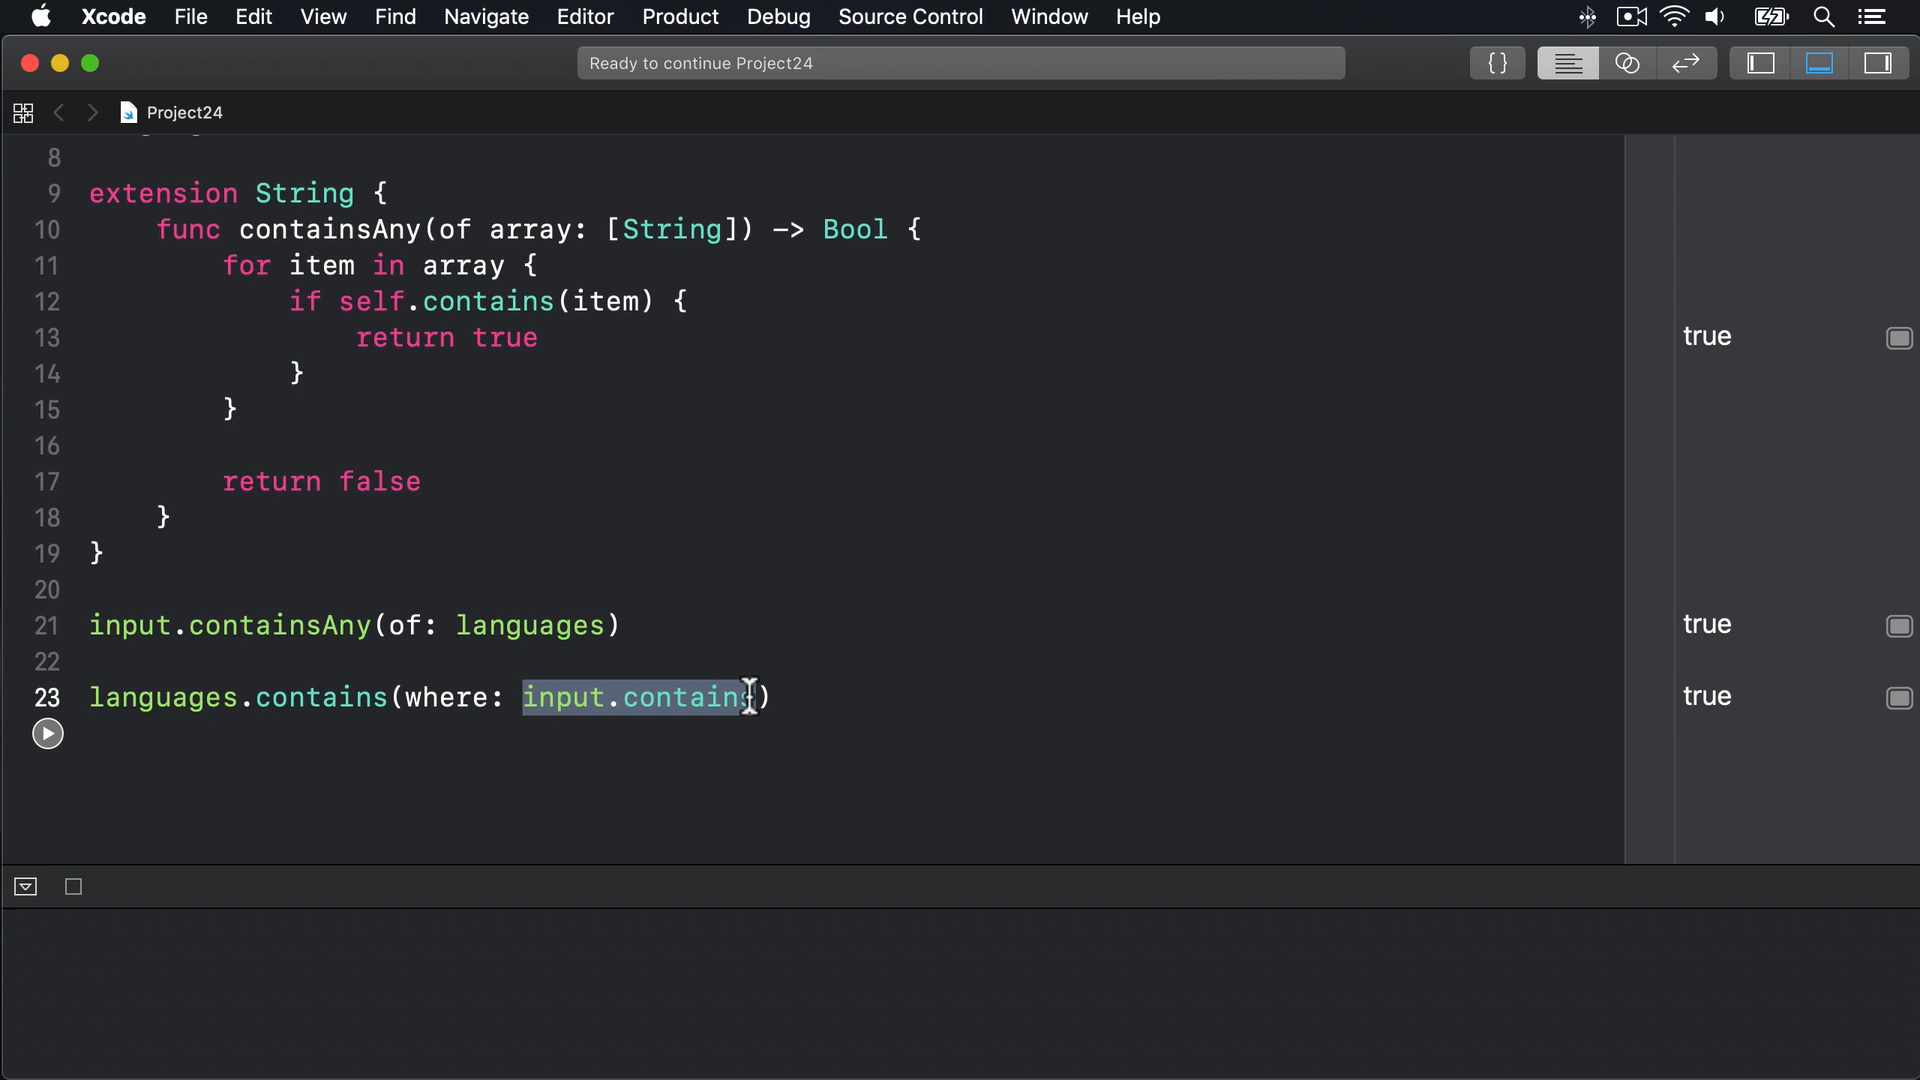 Xcode File Edit View Find Navigate Editor Product Debug Source Control Window Help
Ready to continue Project24
{ }
Project24
8
9 extension String {
10 func containsAny(of array: [String]) -> Bool {
11 for item in array {
12 if self.contains(item) {
13 return true true
14 }
15 }
16
17 return false
18 }
19 }
20
21 input.containsAny(of: languages) true
22
23 languages.contains(where: input.contains) true